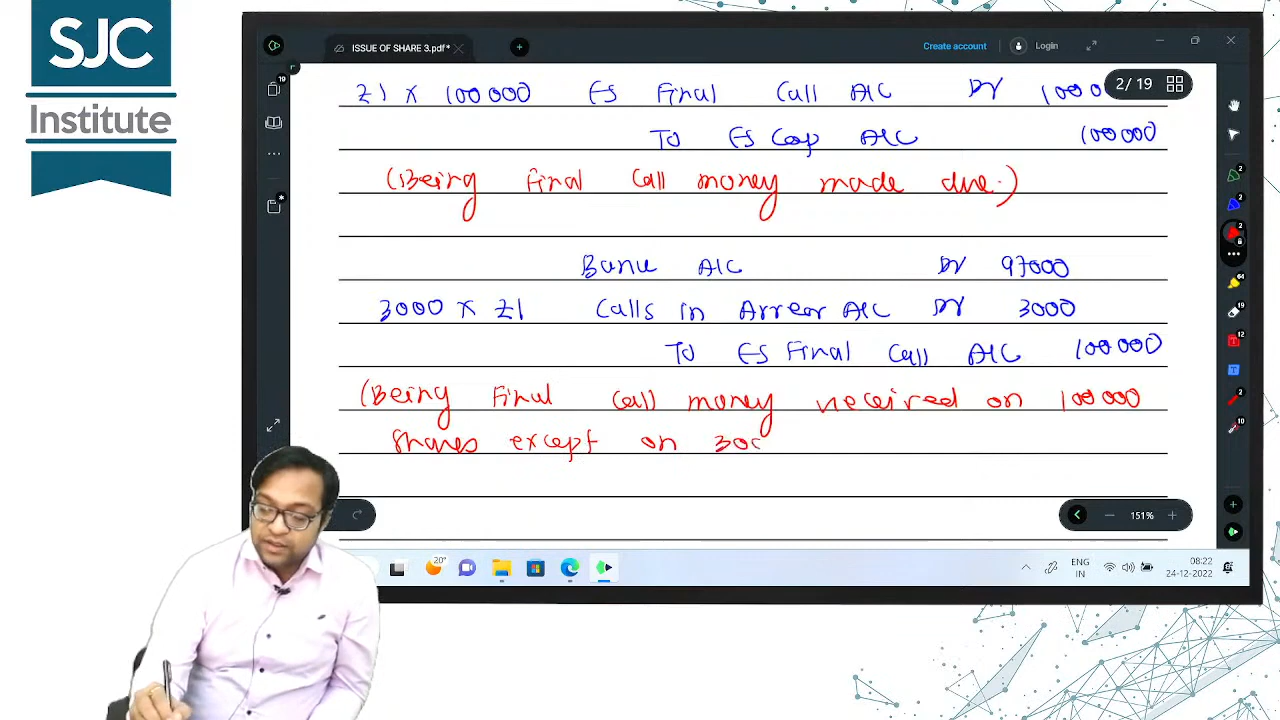 SJC
Institute
ISSUE OF SHARE 3.pdf*
Create account
Login
2/19
₹1 × 100000 ES Final Call A/C Dr 1000
To ES Cap A/C 100000
(Being Final Call money made due.)
Bank A/C Dr 97000
3000 × ₹1 Calls in Arrear A/C Dr 3000
To ES Final Call A/C 100000
(Being Final Call money received on 100000
shares except on 300
151%
20°
ENG
IN
08:22
24-12-2022